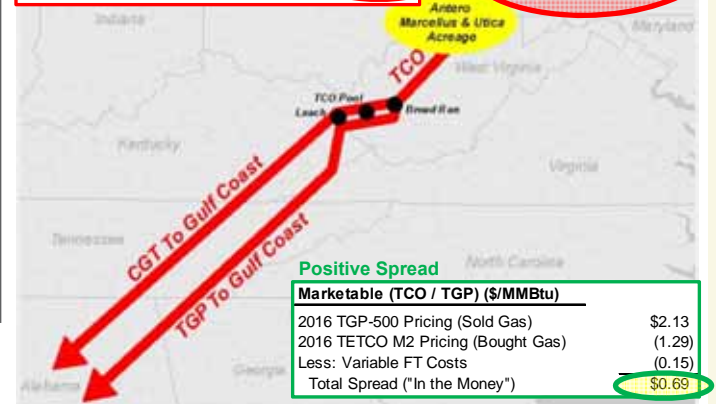 Antero
Marcellus & Utica
Acreage
Indiana
Maryland
TCO
West Virginia
TCO Pool
Leach
Broad Run
Kentucky
Virginia
CGT To Gulf Coast
TGP To Gulf Coast
Tennessee
North Carolina
Georgia
Alabama
Positive Spread
Marketable (TCO / TGP) ($/MMBtu)
2016 TGP-500 Pricing (Sold Gas) $2.13
2016 TETCO M2 Pricing (Bought Gas) (1.29)
Less: Variable FT Costs (0.15)
Total Spread ("In the Money") $0.69